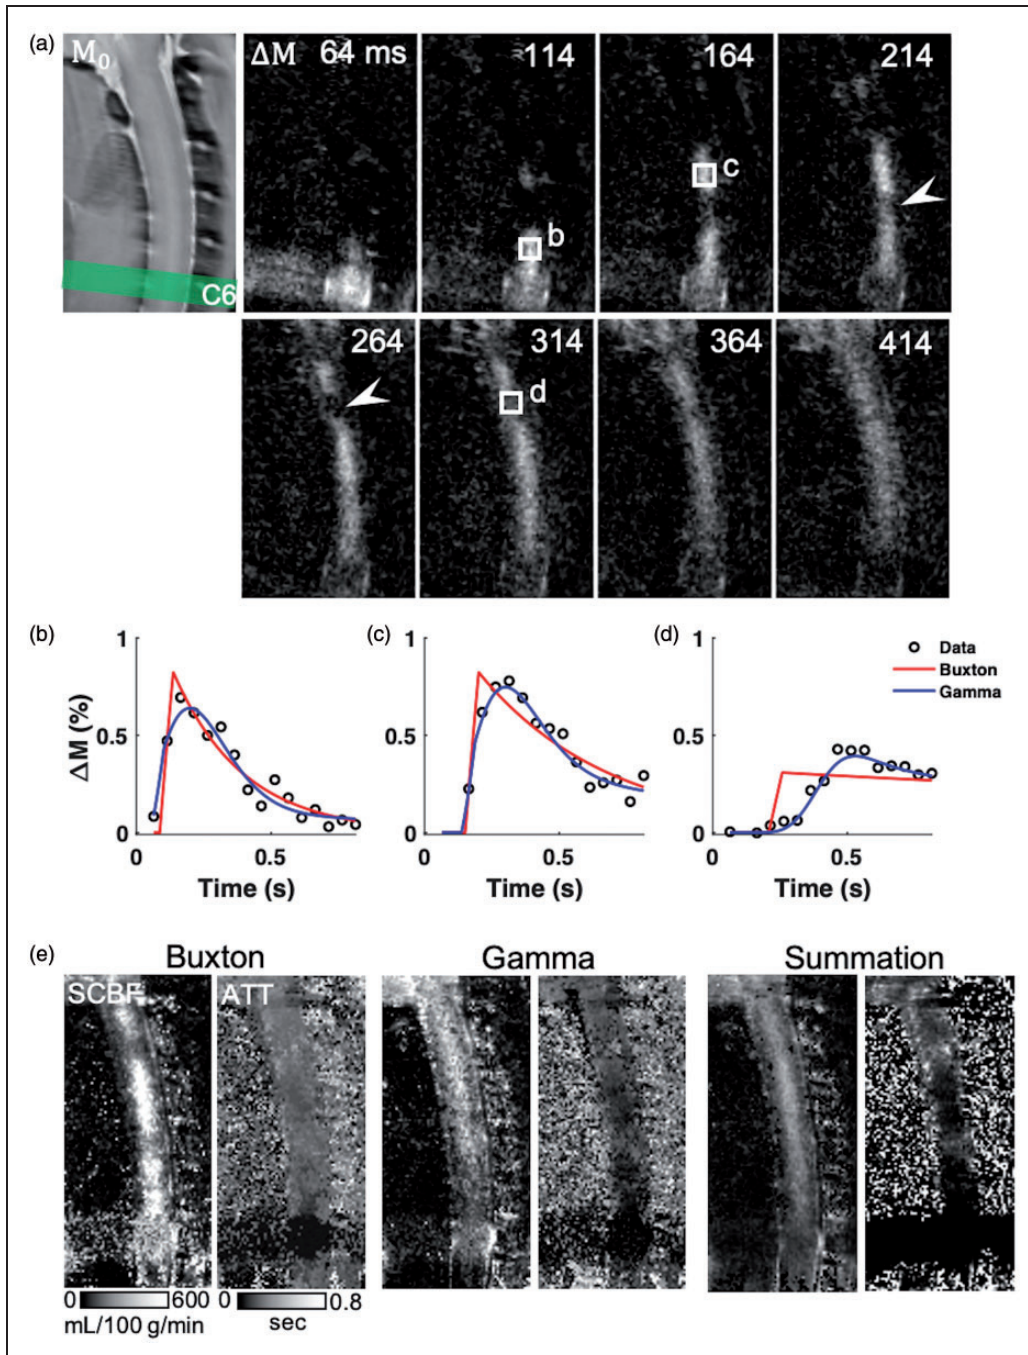 (a)
M0
ΔM 64 ms
114
164
214
C6
b
c
264
314
364
414
d
(b)
(c)
(d)
1
0.5
0
0
0.5
ΔM (%)
Time (s)
1
0.5
0
0
0.5
Time (s)
1
0.5
0
0
0.5
Time (s)
Data
Buxton
Gamma
(e)
Buxton
Gamma
Summation
SCBF
ATT
0 600
mL/100 g/min
0 0.8
sec